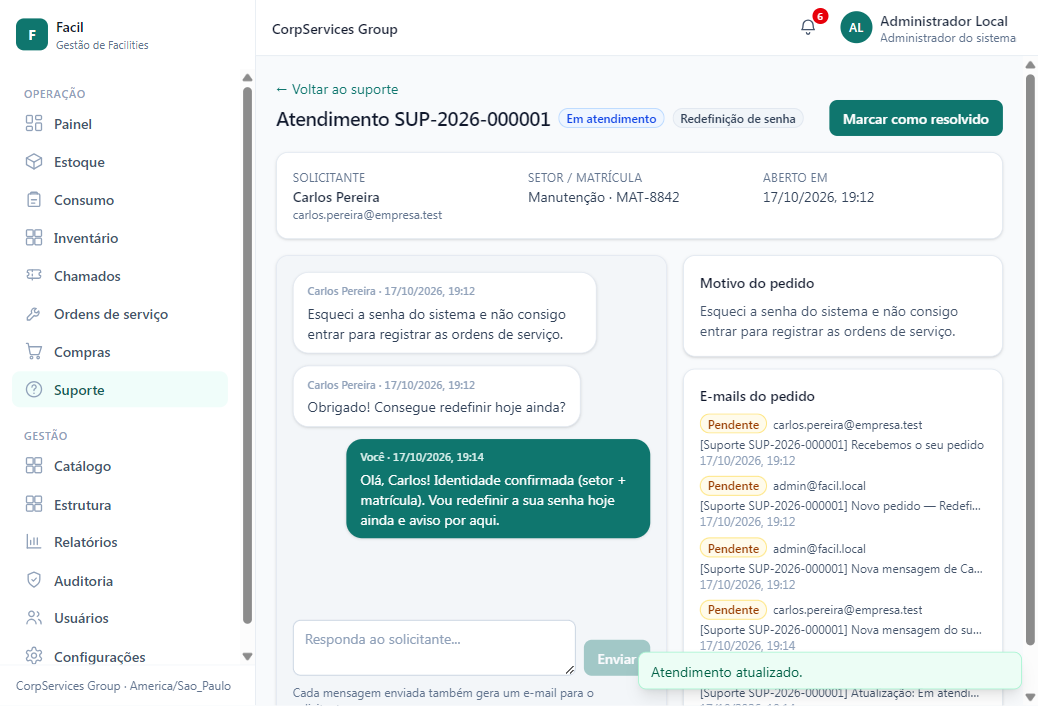 F
Facil
Gestão de Facilities
OPERAÇÃO
Painel
Estoque
Consumo
Inventário
Chamados
Ordens de serviço
Compras
Suporte
GESTÃO
Catálogo
Estrutura
Relatórios
Auditoria
Usuários
Configurações
CorpServices Group · America/Sao_Paulo
CorpServices Group
6
AL
Administrador Local
Administrador do sistema
← Voltar ao suporte
Atendimento SUP-2026-000001
Em atendimento
Redefinição de senha
Marcar como resolvido
SOLICITANTE
Carlos Pereira
carlos.pereira@empresa.test
SETOR / MATRÍCULA
Manutenção · MAT-8842
ABERTO EM
17/10/2026, 19:12
Carlos Pereira · 17/10/2026, 19:12
Esqueci a senha do sistema e não consigo
entrar para registrar as ordens de serviço.
Carlos Pereira · 17/10/2026, 19:12
Obrigado! Consegue redefinir hoje ainda?
Você · 17/10/2026, 19:14
Olá, Carlos! Identidade confirmada (setor +
matrícula). Vou redefinir a sua senha hoje
ainda e aviso por aqui.
Responda ao solicitante...
Enviar
Cada mensagem enviada também gera um e-mail para o
Motivo do pedido
Esqueci a senha do sistema e não consigo
entrar para registrar as ordens de serviço.
E-mails do pedido
Pendente carlos.pereira@empresa.test
[Suporte SUP-2026-000001] Recebemos o seu pedido
17/10/2026, 19:12
Pendente admin@facil.local
[Suporte SUP-2026-000001] Novo pedido — Redefi...
17/10/2026, 19:12
Pendente admin@facil.local
[Suporte SUP-2026-000001] Nova mensagem de Ca...
17/10/2026, 19:12
Pendente carlos.pereira@empresa.test
[Suporte SUP-2026-000001] Nova mensagem do su...
17/10/2026, 19:14
Atendimento atualizado.
[Suporte SUP-2026-000001] Atualização: Em atendi...